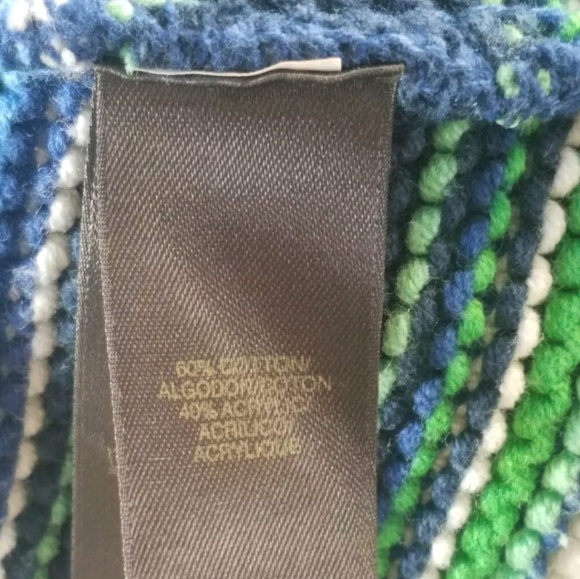 60% COTTON/
ALGODON/COTON
40% ACRYLIC/
ACRILICO/
ACRYLIQUE